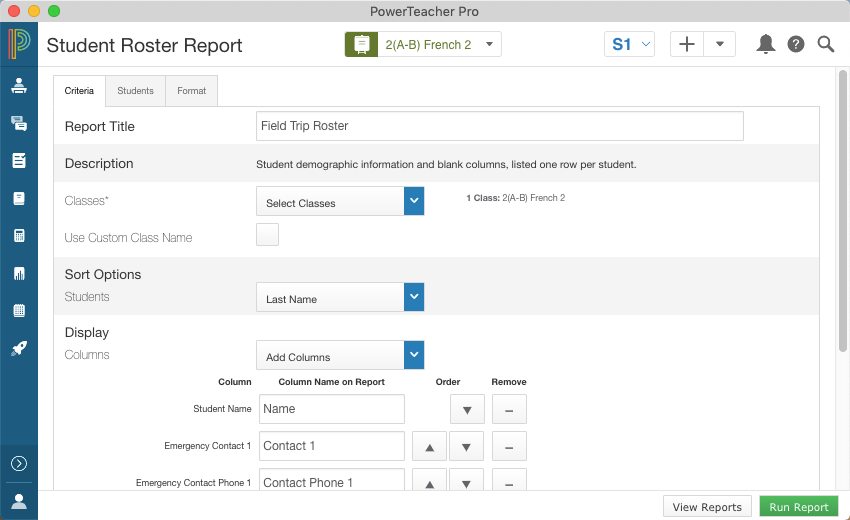 PowerTeacher Pro
Student Roster Report
2(A-B) French 2
S1
Criteria
Students
Format
Report Title
Field Trip Roster
Description
Student demographic information and blank columns, listed one row per student.
Classes*
Select Classes
1 Class: 2(A-B) French 2
Use Custom Class Name
Sort Options
Students
Last Name
Display
Columns
Add Columns
Column Column Name on Report Order Remove
Student Name Name
Emergency Contact 1 Contact 1
Emergency Contact Phone 1 Contact Phone 1
View Reports
Run Report